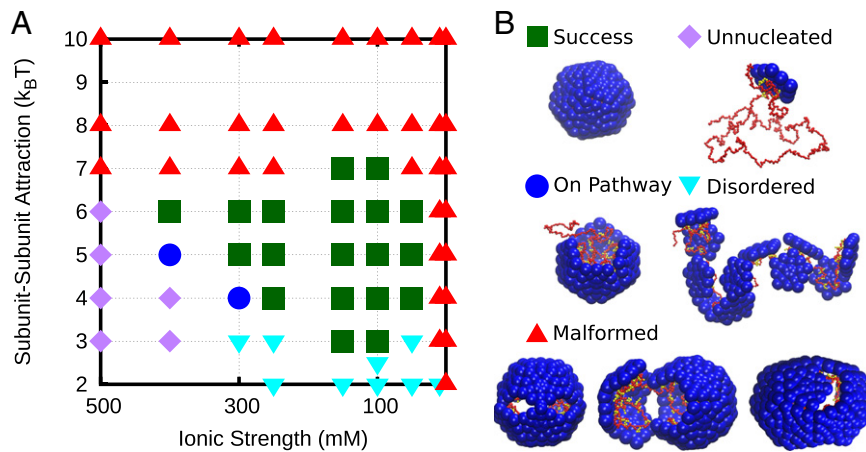 A
Subunit-Subunit Attraction (kBT)
10
9
8
7
6
5
4
3
2
500
300
100
Ionic Strength (mM)
B
Success
Unnucleated
On Pathway
Disordered
Malformed